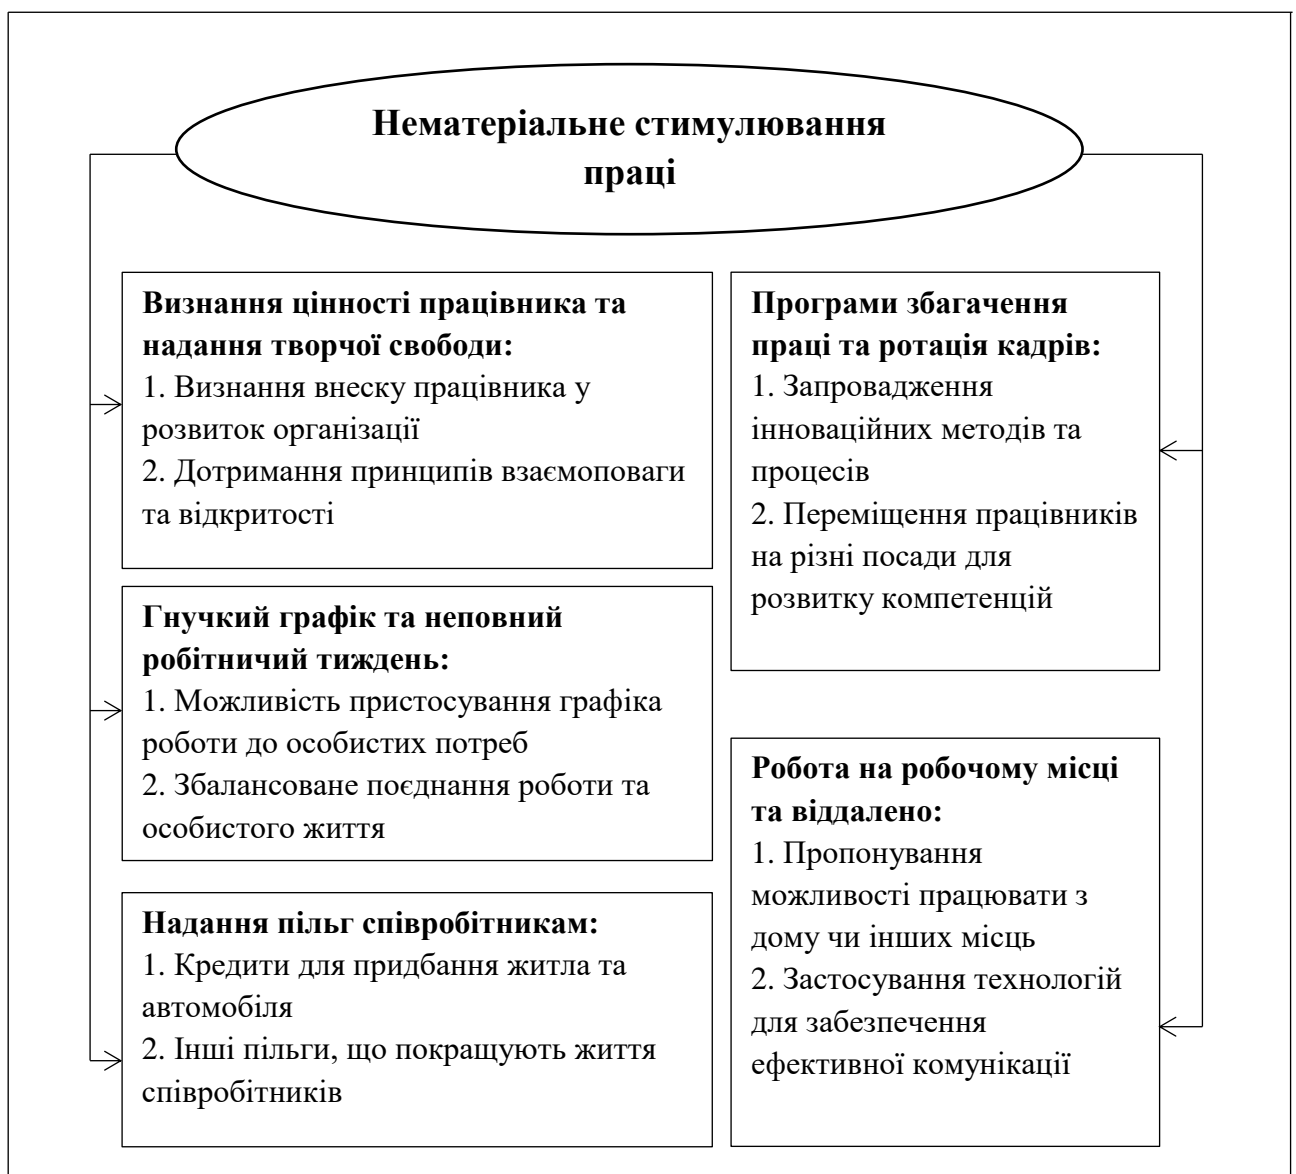 Нематеріальне стимулювання
праці
Визнання цінності працівника та
надання творчої свободи:
1. Визнання внеску працівника у
розвиток організації
2. Дотримання принципів взаємоповаги
та відкритості
Гнучкий графік та неповний
робітничий тиждень:
1. Можливість пристосування графіка
роботи до особистих потреб
2. Збалансоване поєднання роботи та
особистого життя
Надання пільг співробітникам:
1. Кредити для придбання житла та
автомобіля
2. Інші пільги, що покращують життя
співробітників
Програми збагачення
праці та ротація кадрів:
1. Запровадження
інноваційних методів та
процесів
2. Переміщення працівників
на різні посади для
розвитку компетенцій
Робота на робочому місці
та віддалено:
1. Пропонування
можливості працювати з
дому чи інших місць
2. Застосування технологій
для забезпечення
ефективної комунікації